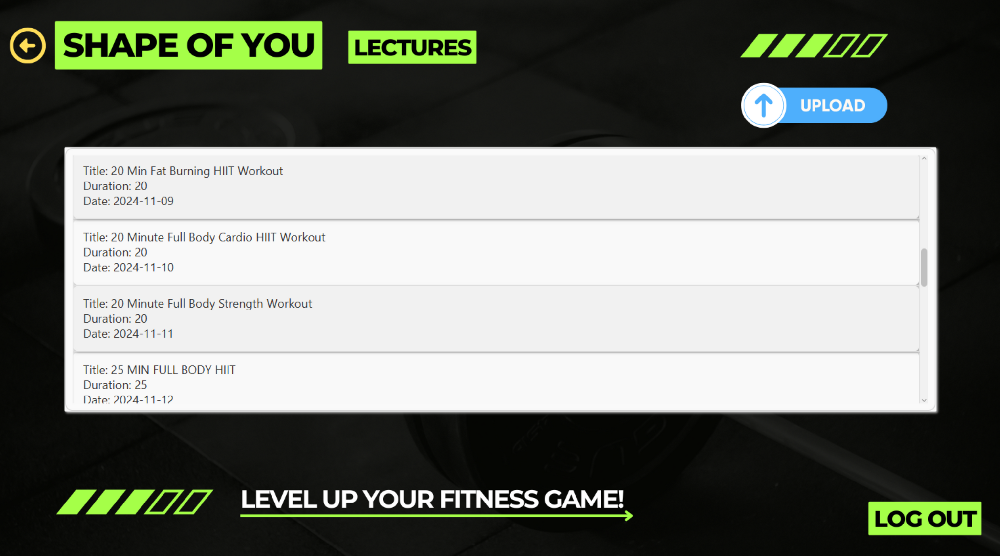 SHAPE OF YOU
LECTURES
UPLOAD
Title: 20 Min Fat Burning HIIT Workout
Duration: 20
Date: 2024-11-09
Title: 20 Minute Full Body Cardio HIIT Workout
Duration: 20
Date: 2024-11-10
Title: 20 Minute Full Body Strength Workout
Duration: 20
Date: 2024-11-11
Title: 25 MIN FULL BODY HIIT
Duration: 25
Date: 2024-11-12
LEVEL UP YOUR FITNESS GAME!
LOG OUT